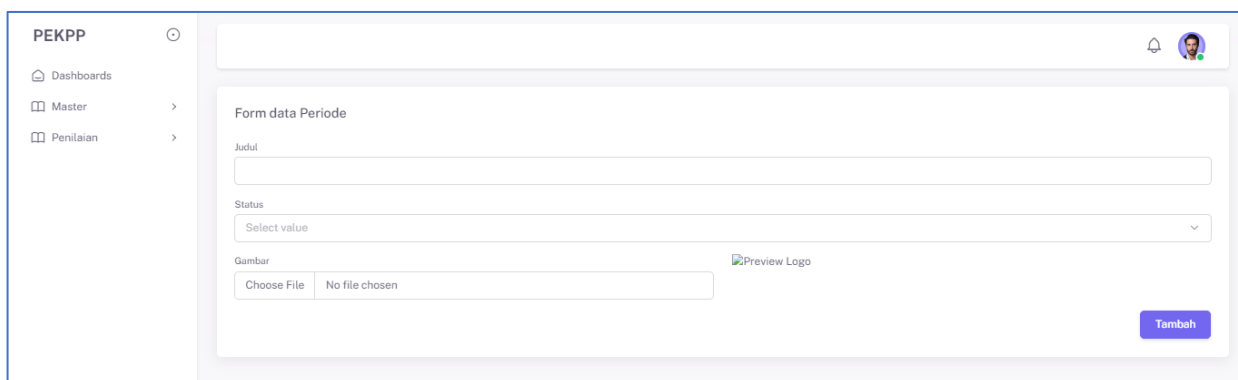 PEKPP
Dashboards
Master
Penilaian
Form data Periode
Judul
Status
Select value
Gambar
Preview Logo
Choose File No file chosen
Tambah